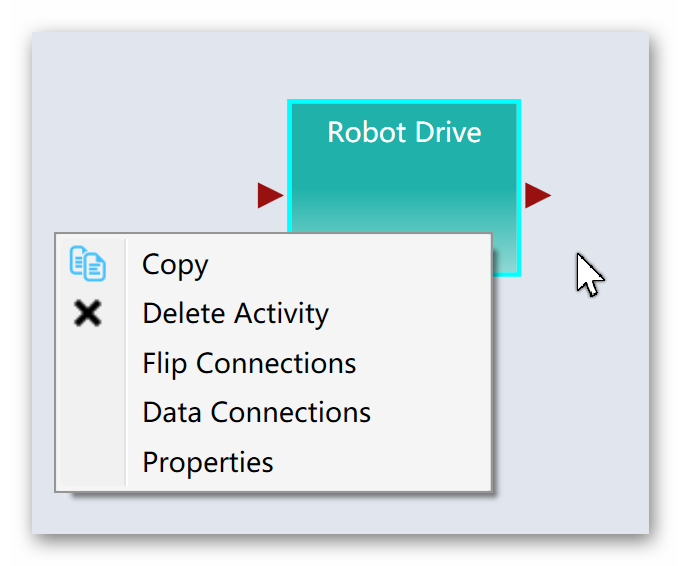 Robot Drive
Copy
Delete Activity
Flip Connections
Data Connections
Properties